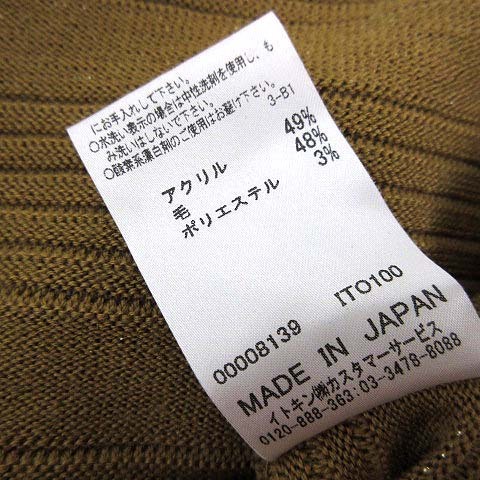 にお手入れして下さい。
○水洗い表示の場合は中性洗剤を使用し、も
み洗いはしないで下さい。
○酸素系漂白剤のご使用はお避け下さい。
3-B1
アクリル 49%
毛 48%
ポリエステル 3%
00008139 ITO100
MADE IN JAPAN
イトキン㈱カスタマーサービス
0120-888-363:03-3478-8088